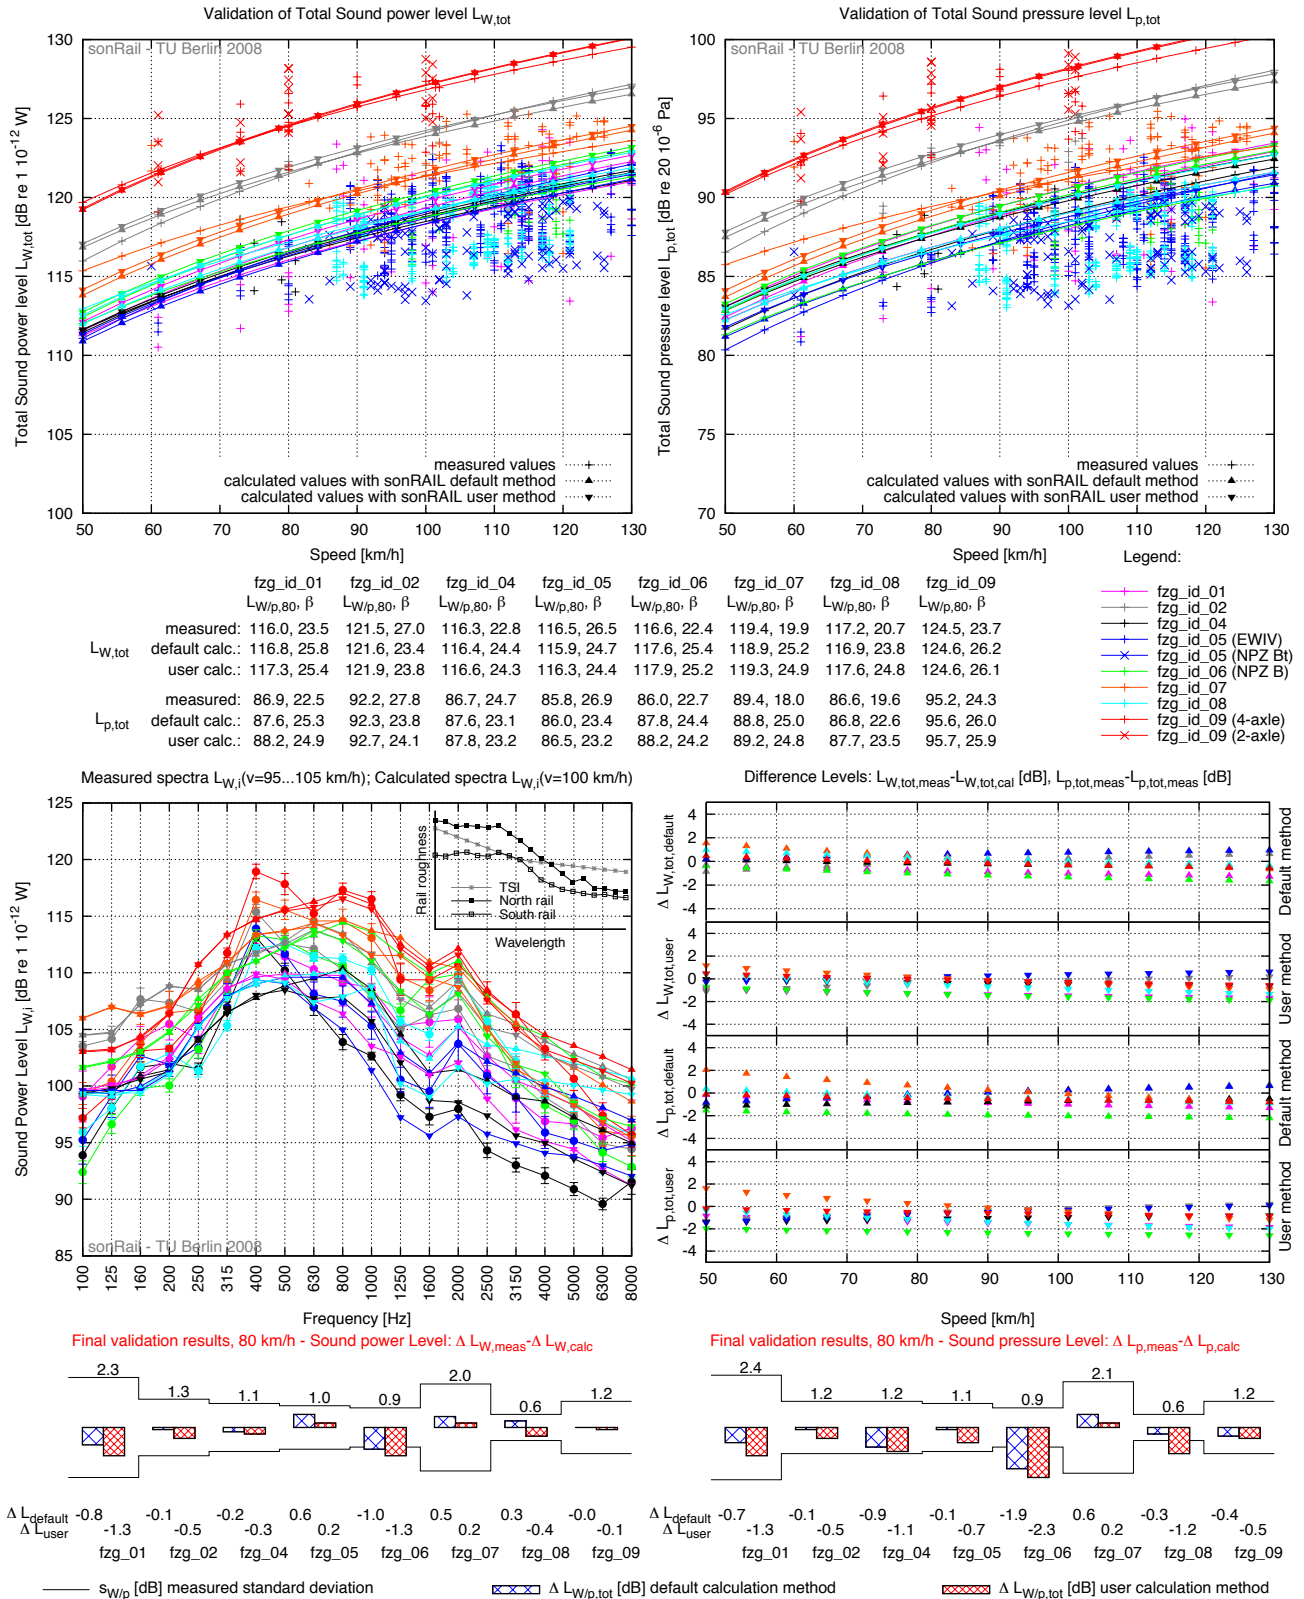 Validation of Total Sound power level L_W,tot
sonRail - TU Berlin 2008
Total Sound power level L_W,tot [dB re 1 10^-12 W]
130
125
120
115
110
105
100
measured values
calculated values with sonRAIL default method
calculated values with sonRAIL user method
50 60 70 80 90 100 110 120 130
Speed [km/h]
Validation of Total Sound pressure level L_p,tot
sonRail - TU Berlin 2008
Total Sound pressure level L_p,tot [dB re 20 10^-6 Pa]
100
95
90
85
80
75
70
measured values
calculated values with sonRAIL default method
calculated values with sonRAIL user method
50 60 70 80 90 100 110 120 130
Speed [km/h]
Legend:
fzg_id_01
fzg_id_02
fzg_id_04
fzg_id_05 (EWIV)
fzg_id_05 (NPZ Bt)
fzg_id_06 (NPZ B)
fzg_id_07
fzg_id_08
fzg_id_09 (4-axle)
fzg_id_09 (2-axle)
fzg_id_01 fzg_id_02 fzg_id_04 fzg_id_05 fzg_id_06 fzg_id_07 fzg_id_08 fzg_id_09
L_W/p,80, β L_W/p,80, β L_W/p,80, β L_W/p,80, β L_W/p,80, β L_W/p,80, β L_W/p,80, β L_W/p,80, β
L_W,tot
measured: 116.0, 23.5 121.5, 27.0 116.3, 22.8 116.5, 26.5 116.6, 22.4 119.4, 19.9 117.2, 20.7 124.5, 23.7
default calc.: 116.8, 25.8 121.6, 23.4 116.4, 24.4 115.9, 24.7 117.6, 25.4 118.9, 25.2 116.9, 23.8 124.6, 26.2
user calc.: 117.3, 25.4 121.9, 23.8 116.6, 24.3 116.3, 24.4 117.9, 25.2 119.3, 24.9 117.6, 24.8 124.6, 26.1
L_p,tot
measured: 86.9, 22.5 92.2, 27.8 86.7, 24.7 85.8, 26.9 86.0, 22.7 89.4, 18.0 86.6, 19.6 95.2, 24.3
default calc.: 87.6, 25.3 92.3, 23.8 87.6, 23.1 86.0, 23.4 87.8, 24.4 88.8, 25.0 86.8, 22.6 95.6, 26.0
user calc.: 88.2, 24.9 92.7, 24.1 87.8, 23.2 86.5, 23.2 88.2, 24.2 89.2, 24.8 87.7, 23.5 95.7, 25.9
Measured spectra L_W,i(v=95...105 km/h); Calculated spectra L_W,i(v=100 km/h)
Sound Power Level L_W,i [dB re 1 10^-12 W]
125
120
115
110
105
100
95
90
85
Rail roughness
TSI
North rail
South rail
Wavelength
sonRail - TU Berlin 2008
100 125 160 200 250 315 400 500 630 800 1000 1250 1600 2000 2500 3150 4000 5000 6300 8000
Frequency [Hz]
Difference Levels: L_W,tot,meas-L_W,tot,cal [dB], L_p,tot,meas-L_p,tot,meas [dB]
Δ L_W,tot,default
4
2
0
-2
-4
Default method
Δ L_W,tot,user
4
2
0
-2
-4
User method
Δ L_p,tot,default
4
2
0
-2
-4
Default method
Δ L_p,tot,user
4
2
0
-2
-4
User method
50 60 70 80 90 100 110 120 130
Speed [km/h]
Final validation results, 80 km/h - Sound power Level: Δ L_W,meas-Δ L_W,calc
2.3 1.3 1.1 1.0 0.9 2.0 0.6 1.2
Δ L_default -0.8 -0.1 -0.2 0.6 -1.0 0.5 0.3 -0.0
Δ L_user -1.3 -0.5 -0.3 0.2 -1.3 0.2 -0.4 -0.1
fzg_01 fzg_02 fzg_04 fzg_05 fzg_06 fzg_07 fzg_08 fzg_09
Final validation results, 80 km/h - Sound pressure Level: Δ L_p,meas-Δ L_p,calc
2.4 1.2 1.2 1.1 0.9 2.1 0.6 1.2
Δ L_default -0.7 -0.1 -0.9 -0.1 -1.9 0.6 -0.3 -0.4
Δ L_user -1.3 -0.5 -1.1 -0.7 -2.3 0.2 -1.2 -0.5
fzg_01 fzg_02 fzg_04 fzg_05 fzg_06 fzg_07 fzg_08 fzg_09
s_W/p [dB] measured standard deviation
Δ L_W/p,tot [dB] default calculation method
Δ L_W/p,tot [dB] user calculation method